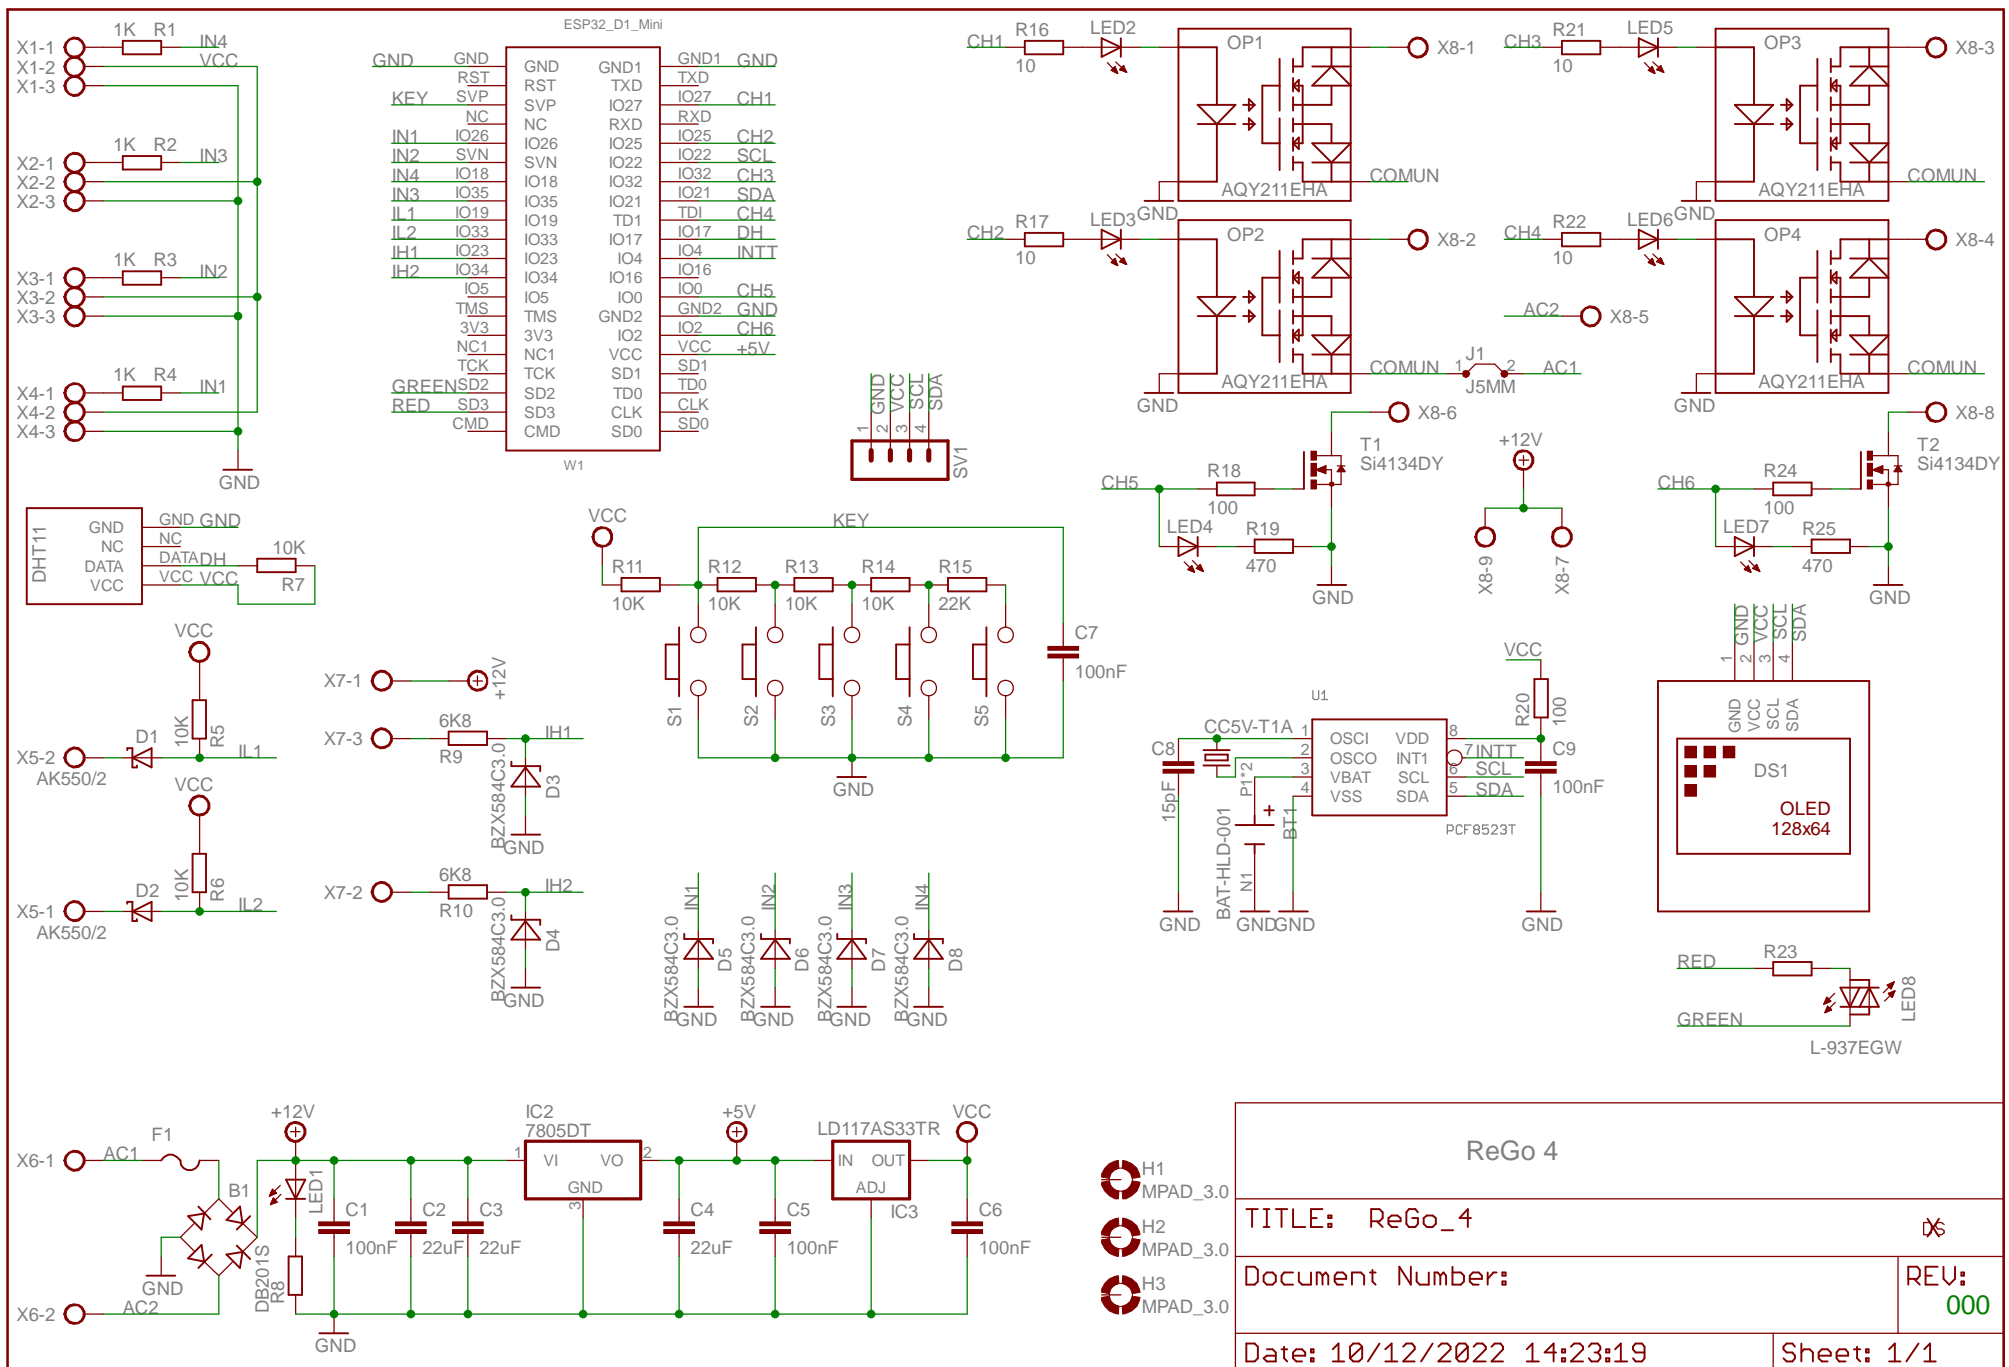 X1-1 1K R1 IN4
X1-2 VCC
X1-3
X2-1 1K R2 IN3
X2-2
X2-3
X3-1 1K R3 IN2
X3-2
X3-3
X4-1 1K R4 IN1
X4-2
X4-3
GND
ESP32_D1_Mini
GND GND GND GND1 GND1 GND
RST RST TXD TXD
KEY SVP SVP IO27 IO27 CH1
NC NC RXD RXD
IN1 IO26 IO26 IO25 IO25 CH2
IN2 SVN SVN IO22 IO22 SCL
IN4 IO18 IO18 IO32 IO32 CH3
IN3 IO35 IO35 IO21 IO21 SDA
IL1 IO19 IO19 TD1 TDI CH4
IL2 IO33 IO33 IO17 IO17 DH
IH1 IO23 IO23 IO4 IO4 INTT
IH2 IO34 IO34 IO16 IO16
IO5 IO5 IO0 IO0 CH5
TMS TMS GND2 GND2 GND
3V3 3V3 IO2 IO2 CH6
NC1 NC1 VCC VCC +5V
TCK TCK SD1 SD1
GREEN SD2 SD2 TD0 TD0
RED SD3 SD3 CLK CLK
CMD CMD SD0 SD0
W1
GND VCC SCL SDA
1 2 3 4
SV1
CH1 R16 10 LED2 OP1 X8-1
COMUN
AQY211EHA
GND
CH2 R17 10 LED3 OP2 X8-2
COMUN J1 1 2 AC1
J5MM
AQY211EHA
GND
CH3 R21 10 LED5 OP3 X8-3
COMUN
AQY211EHA
GND
CH4 R22 10 LED6 OP4 X8-4
COMUN
AQY211EHA
GND
AC2 X8-5
X8-6
T1
Si4134DY
CH5 R18 100
LED4 R19 470
GND
+12V
X8-9 X8-7
X8-8
T2
Si4134DY
CH6 R24 100
LED7 R25 470
GND
DHT11
GND GND GND
NC NC
DATA DATA DH 10K R7
VCC VCC VCC
VCC
KEY
R11 10K R12 10K R13 10K R14 10K R15 22K
S1 S2 S3 S4 S5
C7
100nF
GND
VCC
10K R5
X5-2 D1 IL1
AK550/2
VCC
10K R6
X5-1 D2 IL2
AK550/2
X7-1 +12V
X7-3 6K8 R9 IH1
BZX584C3.0 D3
GND
X7-2 6K8 R10 IH2
BZX584C3.0 D4
GND
IN1 IN2 IN3 IN4
BZX584C3.0 D5 BZX584C3.0 D6 BZX584C3.0 D7 BZX584C3.0 D8
GND GND GND GND
VCC
R20 100
U1
CC5V-T1A
C8 15pF
1 OSCI VDD 8
2 OSCO INT1 7 INTT
3 VBAT SCL 6 SCL
4 VSS SDA 5 SDA
PCF8523T
C9
100nF
P1*2
+
BAT-HLD-001 BT1
N1
GND GND GND GND
GND VCC SCL SDA
1 2 3 4
GND VCC SCL SDA
DS1
OLED
128x64
RED R23
GREEN LED8
L-937EGW
X6-1 AC1 F1
B1
DB201S
GND
X6-2 AC2
+12V
LED1
R8
C1 100nF
C2 22uF
C3 22uF
GND
IC2
7805DT
1 VI VO 2
GND
3
+5V
C4 22uF
C5 100nF
LD117AS33TR
IN OUT
ADJ
IC3
VCC
C6 100nF
H1
MPAD_3.0
H2
MPAD_3.0
H3
MPAD_3.0
ReGo 4
TITLE: ReGo_4
Document Number:
REV:
000
Date: 10/12/2022 14:23:19
Sheet: 1/1